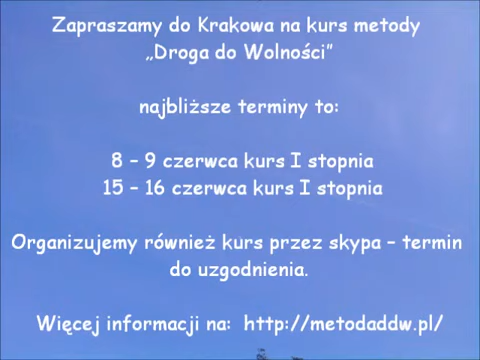 Zapraszamy do Krakowa na kurs metody
„Droga do Wolności”
najbliższe terminy to:
8 – 9 czerwca kurs I stopnia
15 – 16 czerwca kurs I stopnia
Organizujemy również kurs przez skypa – termin
do uzgodnienia.
Więcej informacji na: http://metodaddw.pl/